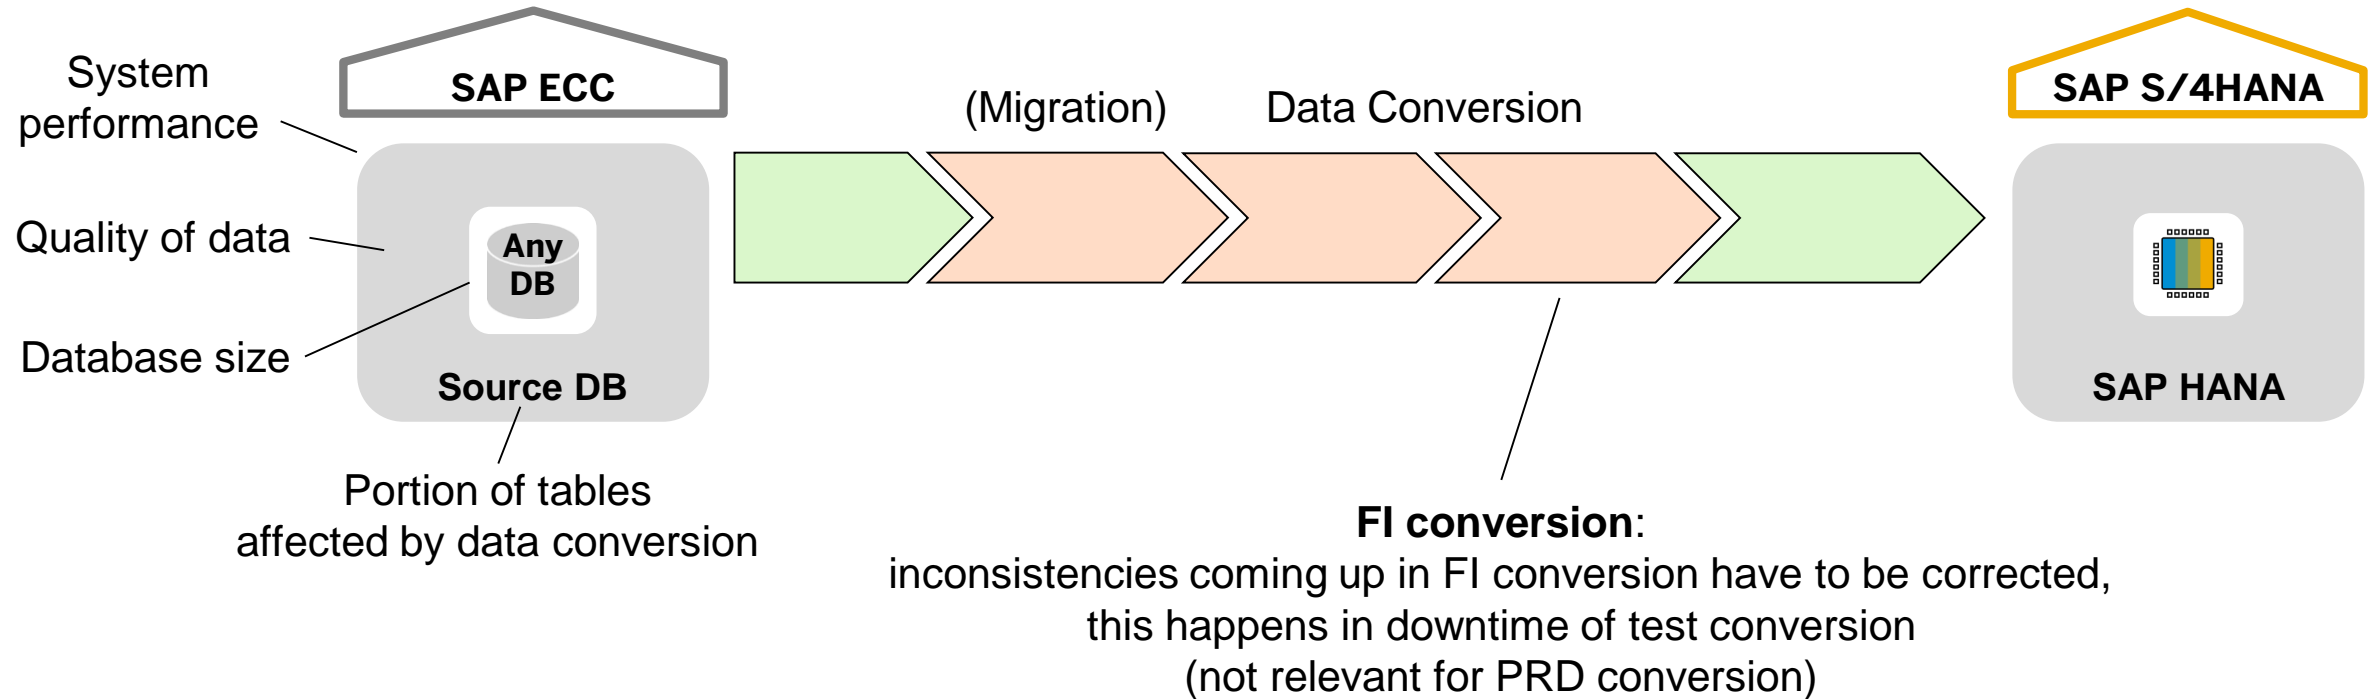 System
performance
SAP ECC
(Migration)
Data Conversion
SAP S/4HANA
Quality of data
Any
DB
Database size
Source DB
SAP HANA
Portion of tables
affected by data conversion
FI conversion:
inconsistencies coming up in FI conversion have to be corrected,
this happens in downtime of test conversion
(not relevant for PRD conversion)